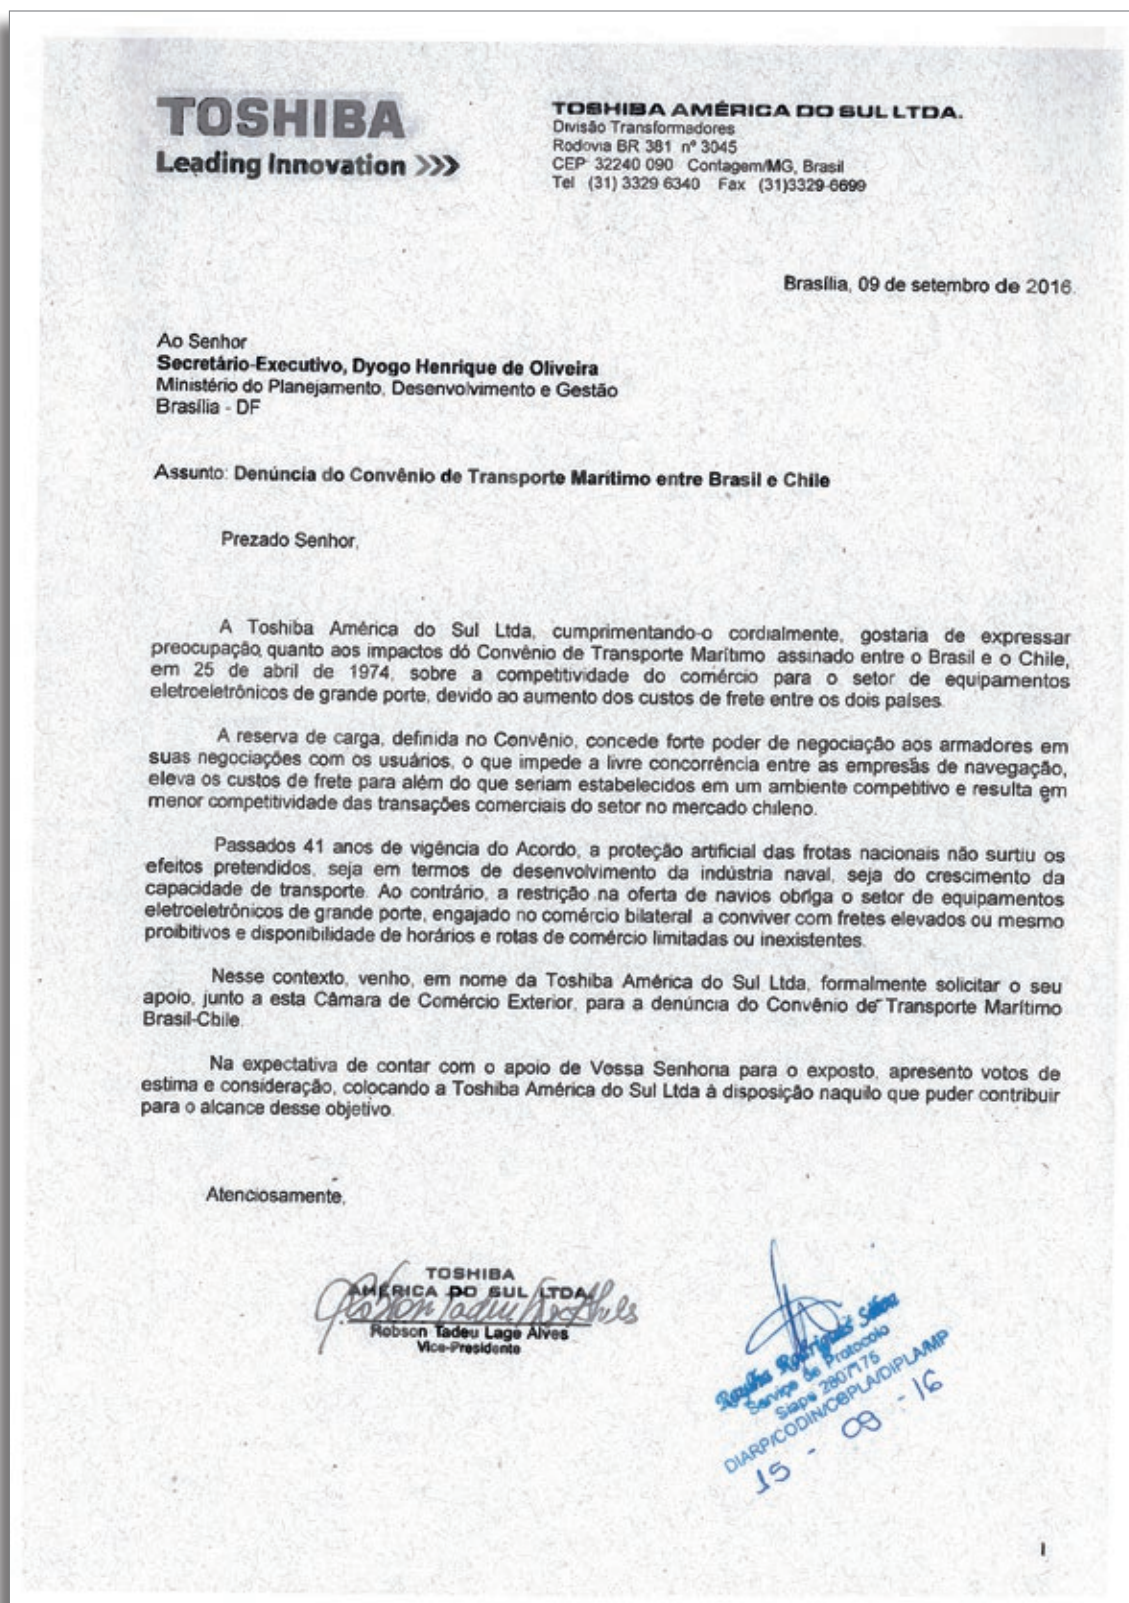 TOSHIBA
Leading Innovation >>>
TOSHIBA AMÉRICA DO SUL LTDA.
Divisão Transformadores
Rodovia BR 381 nº 3045
CEP 32240 090 Contagem/MG, Brasil
Tel (31) 3329 6340 Fax (31)3329-6699
Brasília, 09 de setembro de 2016.
Ao Senhor
Secretário-Executivo, Dyogo Henrique de Oliveira
Ministério do Planejamento, Desenvolvimento e Gestão
Brasília - DF
Assunto: Denúncia do Convênio de Transporte Marítimo entre Brasil e Chile
Prezado Senhor,
A Toshiba América do Sul Ltda, cumprimentando-o cordialmente, gostaria de expressar
preocupação quanto aos impactos do Convênio de Transporte Marítimo assinado entre o Brasil e o Chile,
em 25 de abril de 1974, sobre a competitividade do comércio para o setor de equipamentos
eletroeletrônicos de grande porte, devido ao aumento dos custos de frete entre os dois países.
A reserva de carga, definida no Convênio, concede forte poder de negociação aos armadores em
suas negociações com os usuários, o que impede a livre concorrência entre as empresas de navegação,
eleva os custos de frete para além do que seriam estabelecidos em um ambiente competitivo e resulta em
menor competitividade das transações comerciais do setor no mercado chileno.
Passados 41 anos de vigência do Acordo, a proteção artificial das frotas nacionais não surtiu os
efeitos pretendidos, seja em termos de desenvolvimento da indústria naval, seja do crescimento da
capacidade de transporte. Ao contrário, a restrição na oferta de navios obriga o setor de equipamentos
eletroeletrônicos de grande porte, engajado no comércio bilateral a conviver com fretes elevados ou mesmo
proibitivos e disponibilidade de horários e rotas de comércio limitadas ou inexistentes.
Nesse contexto, venho, em nome da Toshiba América do Sul Ltda, formalmente solicitar o seu
apoio, junto a esta Câmara de Comércio Exterior, para a denúncia do Convênio de Transporte Marítimo
Brasil-Chile.
Na expectativa de contar com o apoio de Vossa Senhoria para o exposto, apresento votos de
estima e consideração, colocando a Toshiba América do Sul Ltda à disposição naquilo que puder contribuir
para o alcance desse objetivo.
Atenciosamente,
TOSHIBA
AMÉRICA DO SUL LTDA
Robson Tadeu Lage Alves
Robson Tadeu Lage Alves
Vice-Presidente
Rodrigues Silva
Serviço de Protocolo
Siape 2807175
DIARP/CODIN/CGPLA/DIPLA/MP
15 - 09 - 16
1